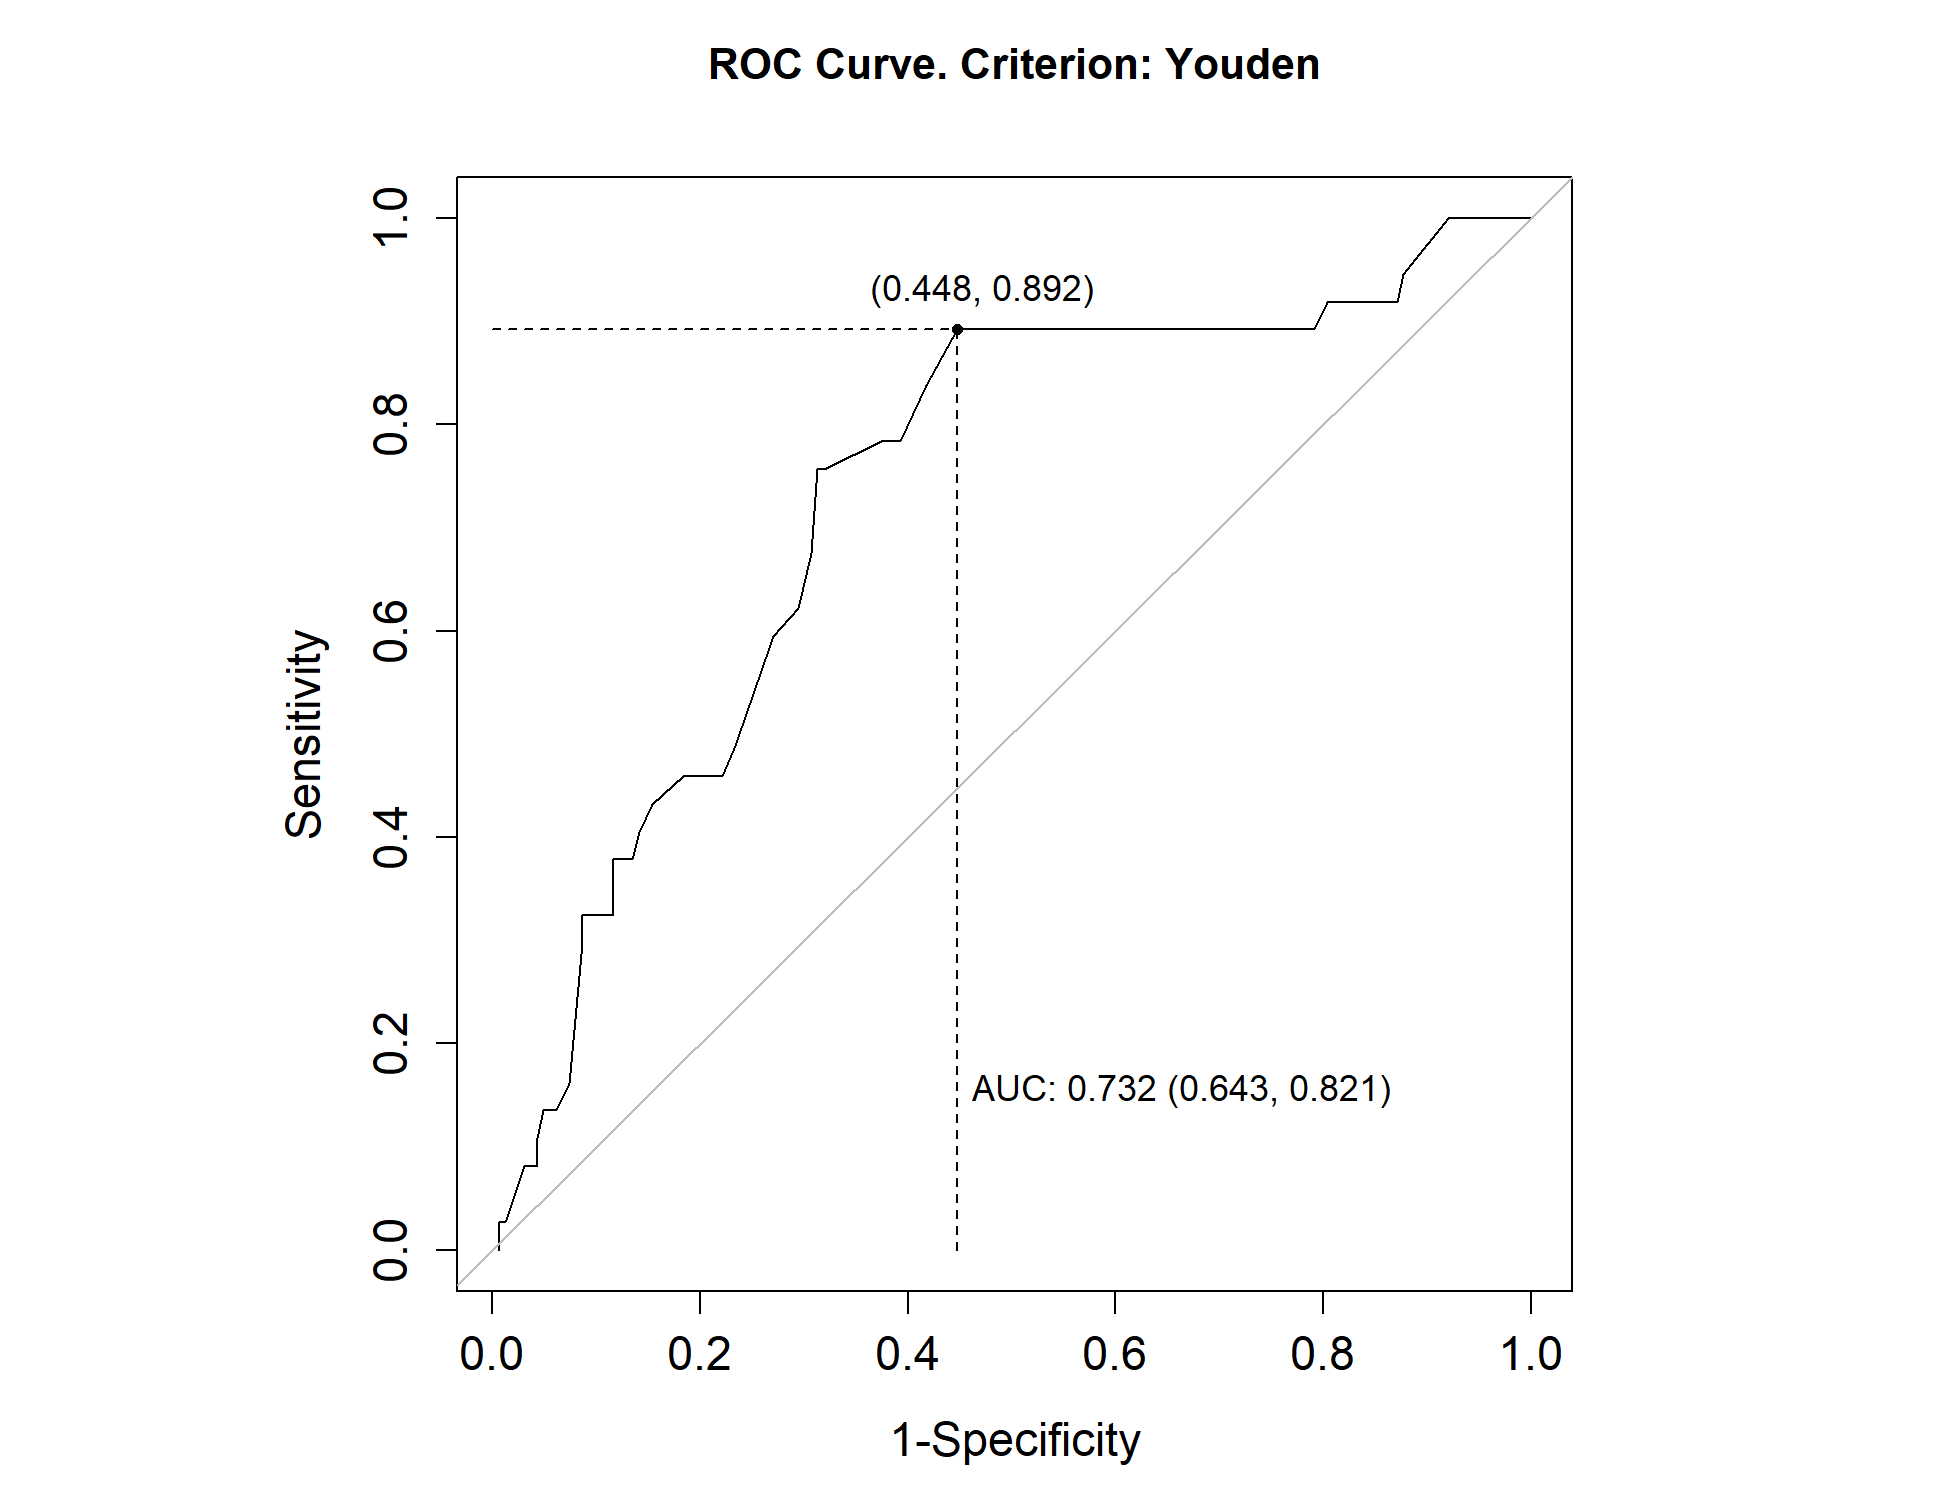 ROC Curve. Criterion: Youden
(0.448, 0.892)
AUC: 0.732 (0.643, 0.821)
Sensitivity
1.0
0.8
0.6
0.4
0.2
0.0
0.0 0.2 0.4 0.6 0.8 1.0
1-Specificity